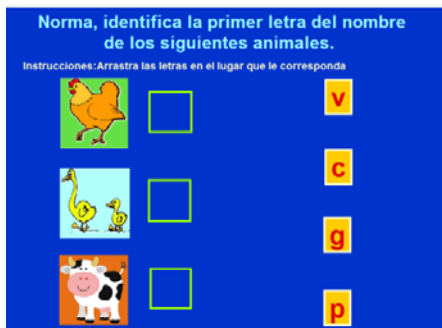 Norma, identifica la primer letra del nombre
de los siguientes animales.
Instrucciones:Arrastra las letras en el lugar que le corresponda
v
c
g
p